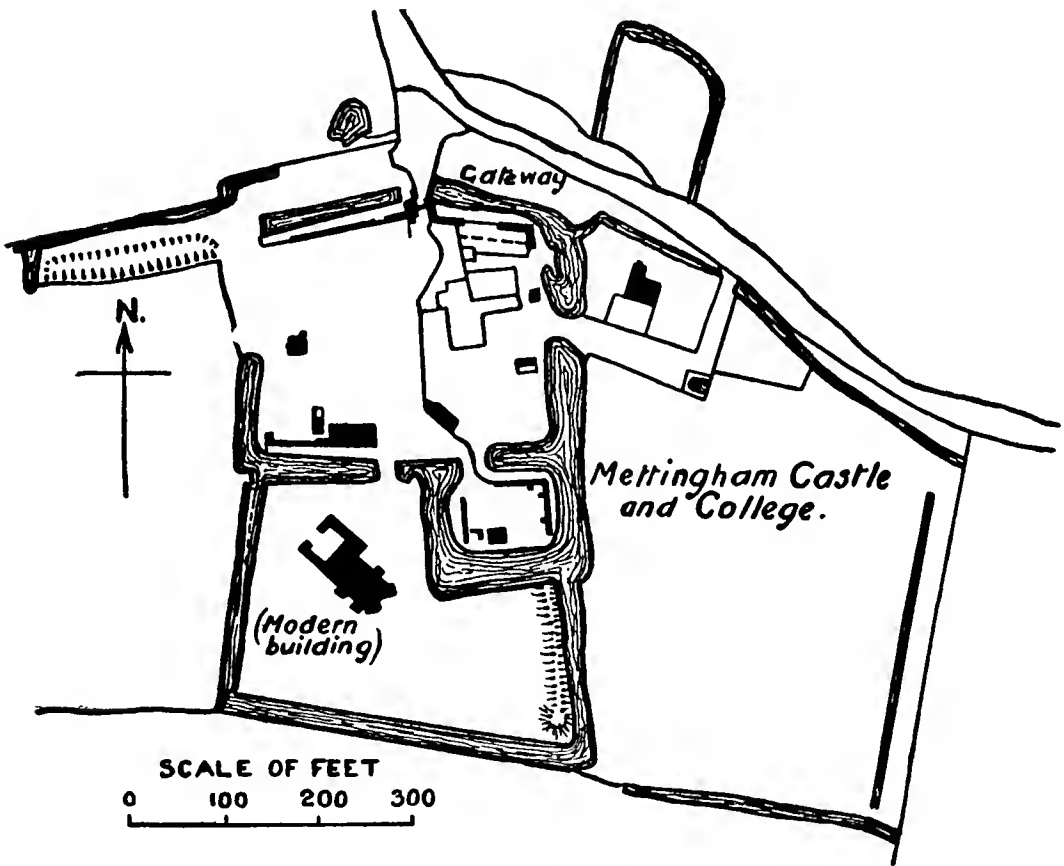 Gateway
N.
Mettingham Castle
and College.
(Modern
building)
SCALE OF FEET
0 100 200 300